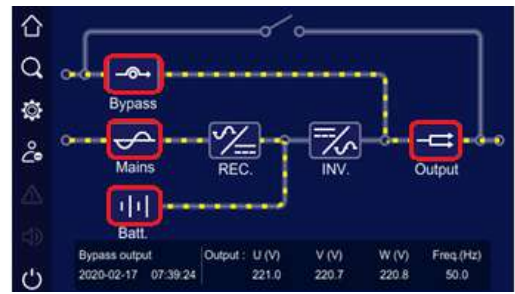 Bypass
Mains
REC.
INV.
Output
Batt.
Bypass output
2020-02-17 07:39:24
Output : U (V) V (V) W (V) Freq.(Hz)
221.0 220.7 220.8 50.0